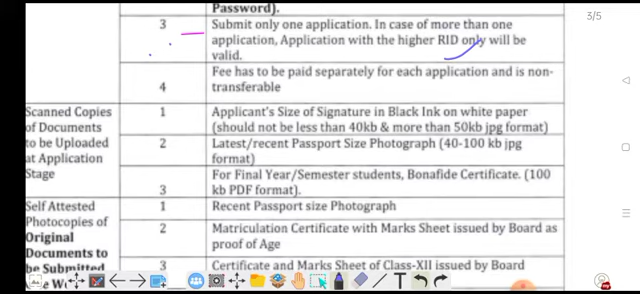 Password).
3/5
3 Submit only one application. In case of more than one
application, Application with the higher RID only will be
valid.
4 Fee has to be paid separately for each application and is non-
transferable
Scanned Copies
of Documents
to be Uploaded
at Application
Stage
1 Applicant's Size of Signature in Black Ink on white paper
(should not be less than 40kb & more than 50kb jpg format)
2 Latest/recent Passport Size Photograph (40-100 kb jpg
format)
3 For Final Year/Semester students, Bonafide Certificate. (100
kb PDF format).
Self Attested
Photocopies of
Original
Documents to
be Submitted
1 Recent Passport size Photograph
2 Matriculation Certificate with Marks Sheet issued by Board as
proof of Age
3 Certificate and Marks Sheet of Class-XII issued by Board
T